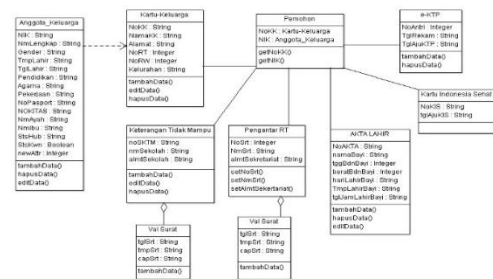 Anggota_Keluarga
NIK : String
NmLengkap : String
Gender : String
TmpLahir : String
TglLahir : String
Pendidikan : String
Agama : String
Pekerjaan : String
NoPasport : String
NOKITAS : String
NmAyah : String
NmIbu : String
StsHub : String
StsKwn : Boolean
newAttr : Integer
tambahData()
hapusData()
editData()
Kartu-Keluarga
NoKK : String
NamaKK : String
Alamat : String
NoRT : Integer
NoRW : Integer
Kelurahan : String
tambahData()
editData()
hapusData()
Pemohon
NoKK : Kartu-Keluarga
NIK : Anggota_Keluarga
getNoKK()
getNIK()
e-KTP
NoAntri : Integer
TglRekam : String
TglAjuKTP : String
tambahData()
hapusData()
Kartu Indonesia Sehat
NoKIS : String
tglAjuKIS : String
Keterangan Tidak Mampu
noSKTM : String
nmSekolah : String
almtSekolah : String
tambahData()
editData()
hapusData()
Pengantar RT
NoSrt : Integer
NmSrt : String
almtSekretariat : String
setNoSrt()
setNmSrt()
setAlmtSekertariat()
AKTA LAHIR
NoAKTA : String
namaBayi : String
tggBdnBayi : Integer
beratBdnBayi : Integer
hariLahirBayi : String
TmpLahirBayi : String
tglJamLahirBayi : String
tambahData()
hapusData()
editData()
Val Surat
tglSrt : String
tmpSrt : String
capSrt : String
tambahData()
Val Surat
tglSrt : String
tmpSrt : String
capSrt : String
tambahData()